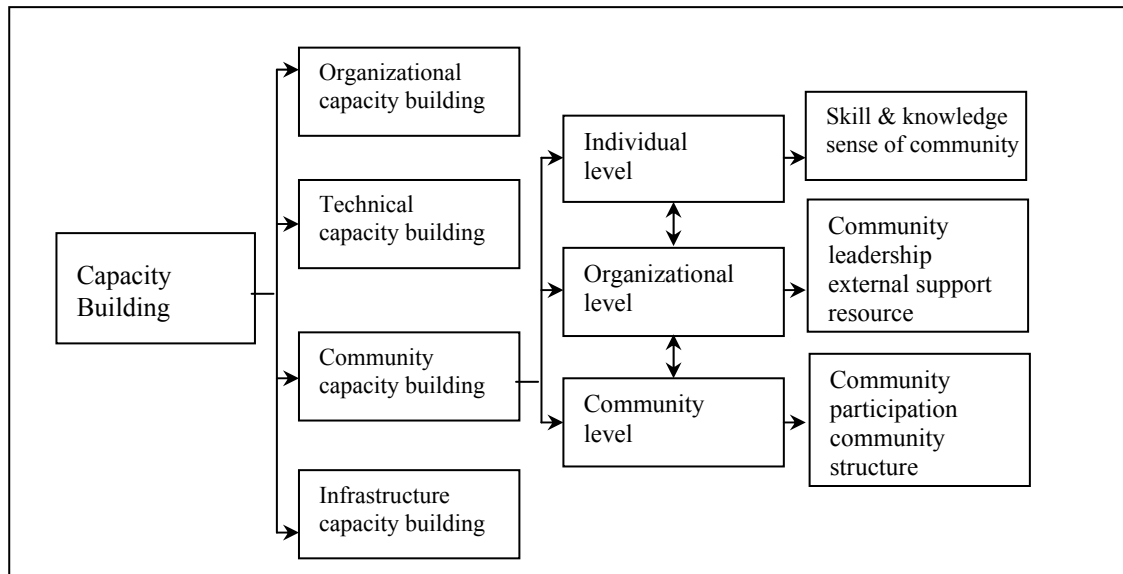 Capacity
Building
Organizational
capacity building
Technical
capacity building
Community
capacity building
Infrastructure
capacity building
Individual
level
Organizational
level
Community
level
Skill & knowledge
sense of community
Community
leadership
external support
resource
Community
participation
community
structure